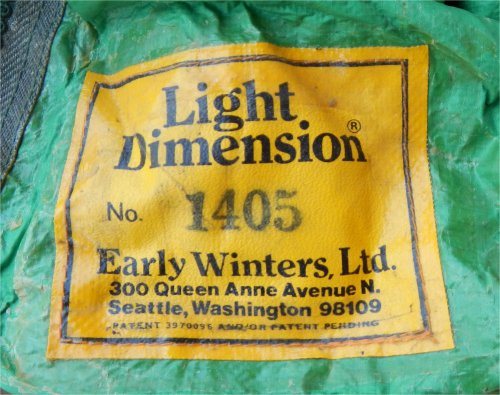 Light
Dimension®
No. 1405
Early Winters, Ltd.
300 Queen Anne Avenue N.
Seattle, Washington 98109
PATENT 3970096 AND/OR PATENT PENDING